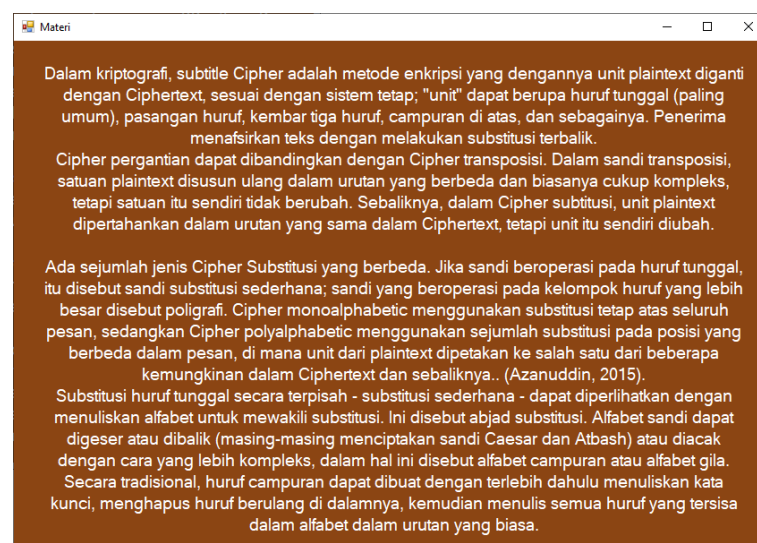 Materi
Dalam kriptografi, subtitle Cipher adalah metode enkripsi yang dengannya unit plaintext diganti
dengan Ciphertext, sesuai dengan sistem tetap; "unit" dapat berupa huruf tunggal (paling
umum), pasangan huruf, kembar tiga huruf, campuran di atas, dan sebagainya. Penerima
menafsirkan teks dengan melakukan substitusi terbalik.
Cipher pergantian dapat dibandingkan dengan Cipher transposisi. Dalam sandi transposisi,
satuan plaintext disusun ulang dalam urutan yang berbeda dan biasanya cukup kompleks,
tetapi satuan itu sendiri tidak berubah. Sebaliknya, dalam Cipher subtitusi, unit plaintext
dipertahankan dalam urutan yang sama dalam Ciphertext, tetapi unit itu sendiri diubah.
Ada sejumlah jenis Cipher Substitusi yang berbeda. Jika sandi beroperasi pada huruf tunggal,
itu disebut sandi substitusi sederhana; sandi yang beroperasi pada kelompok huruf yang lebih
besar disebut poligrafi. Cipher monoalphabetic menggunakan substitusi tetap atas seluruh
pesan, sedangkan Cipher polyalphabetic menggunakan sejumlah substitusi pada posisi yang
berbeda dalam pesan, di mana unit dari plaintext dipetakan ke salah satu dari beberapa
kemungkinan dalam Ciphertext dan sebaliknya.. (Azanuddin, 2015).
Substitusi huruf tunggal secara terpisah - substitusi sederhana - dapat diperlihatkan dengan
menuliskan alfabet untuk mewakili substitusi. Ini disebut abjad substitusi. Alfabet sandi dapat
digeser atau dibalik (masing-masing menciptakan sandi Caesar dan Atbash) atau diacak
dengan cara yang lebih kompleks, dalam hal ini disebut alfabet campuran atau alfabet gila.
Secara tradisional, huruf campuran dapat dibuat dengan terlebih dahulu menuliskan kata
kunci, menghapus huruf berulang di dalamnya, kemudian menulis semua huruf yang tersisa
dalam alfabet dalam urutan yang biasa.